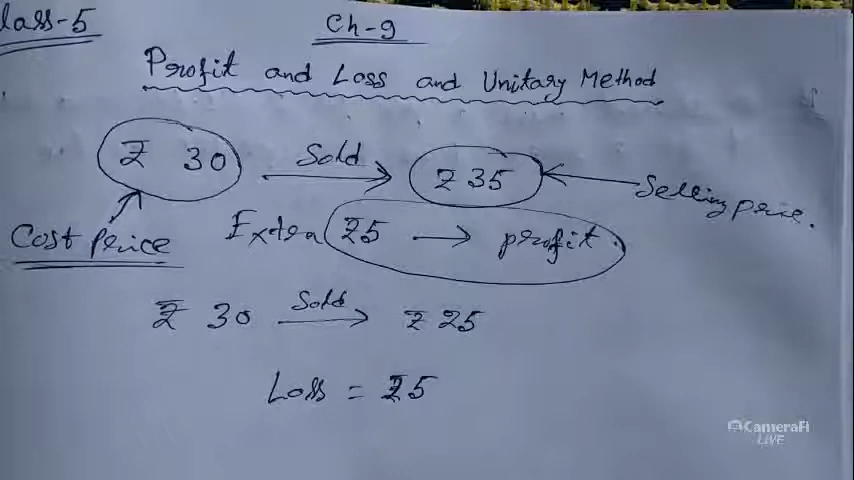 lass-5
Ch-9
Profit and Loss and Unitary Method
₹ 30 Sold ₹ 35 Selling price.
Cost Price Extra ₹5 → profit.
₹ 30 Sold ₹ 25
Loss = ₹5
CameraFi
LIVE